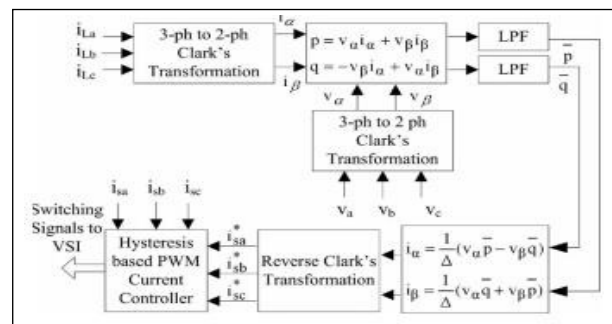 i_La
i_Lb
i_Lc
3-ph to 2-ph
Clark's
Transformation
i_α
i_β
p = v_α i_α + v_β i_β
q = −v_β i_α + v_α i_β
LPF
LPF
p̅
q̅
v_α
v_β
3-ph to 2 ph
Clark's
Transformation
v_a
v_b
v_c
i_sa
i_sb
i_sc
Switching
Signals to
VSI
Hysteresis
based PWM
Current
Controller
i*_sa
i*_sb
i*_sc
Reverse Clark's
Transformation
i_α = 1/Δ (v_α p̅ − v_β q̅)
i_β = 1/Δ (v_α q̅ + v_β p̅)